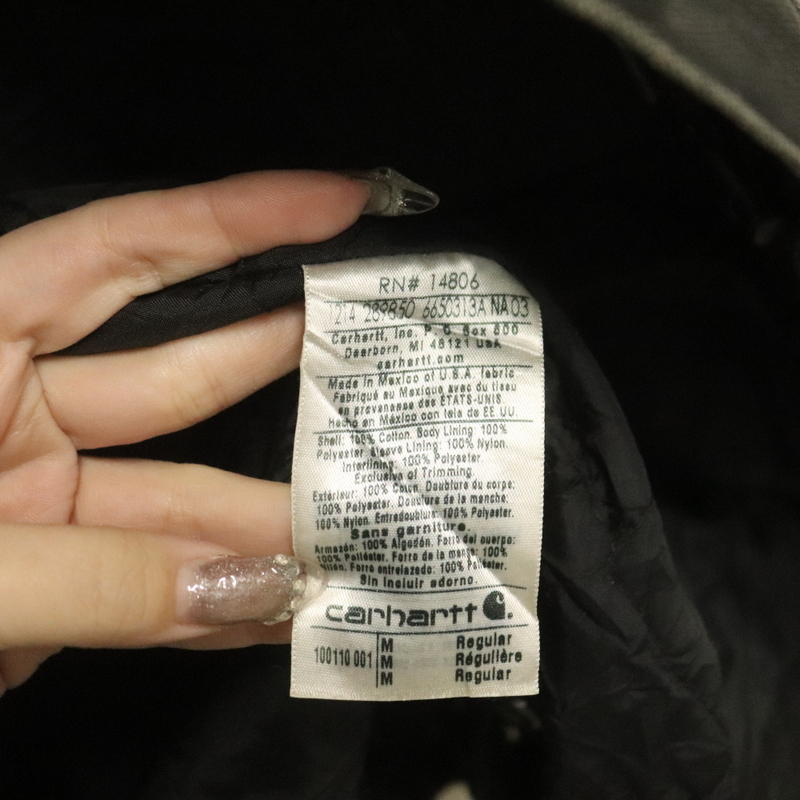 RN# 14806
1214 289850 6650313A NA 03
Carhartt, Inc. P.O. Box 600
Dearborn, MI 48121 USA
carhartt.com
Made in Mexico of U.S.A. fabric
Fabriqué au Mexique avec du tissu
en provenance des ÉTATS-UNIS.
Hecho en México con tela de EE.UU.
Shell: 100% Cotton. Body Lining: 100%
Polyester. Sleeve Lining: 100% Nylon.
Interlining: 100% Polyester.
Exclusive of Trimming.
Extérieur: 100% Coton. Doublure du corps:
100% Polyester. Doublure de la manche:
100% Nylon. Entredoublure: 100% Polyester.
Sans garniture.
Armazón: 100% Algodón. Forro del cuerpo:
100% Poliéster. Forro de la manga: 100%
Nilon. Forro entrelazado: 100% Poliester.
Sin incluir adorno.
carhartt
100110 001 M Regular
M Régulière
M Regular